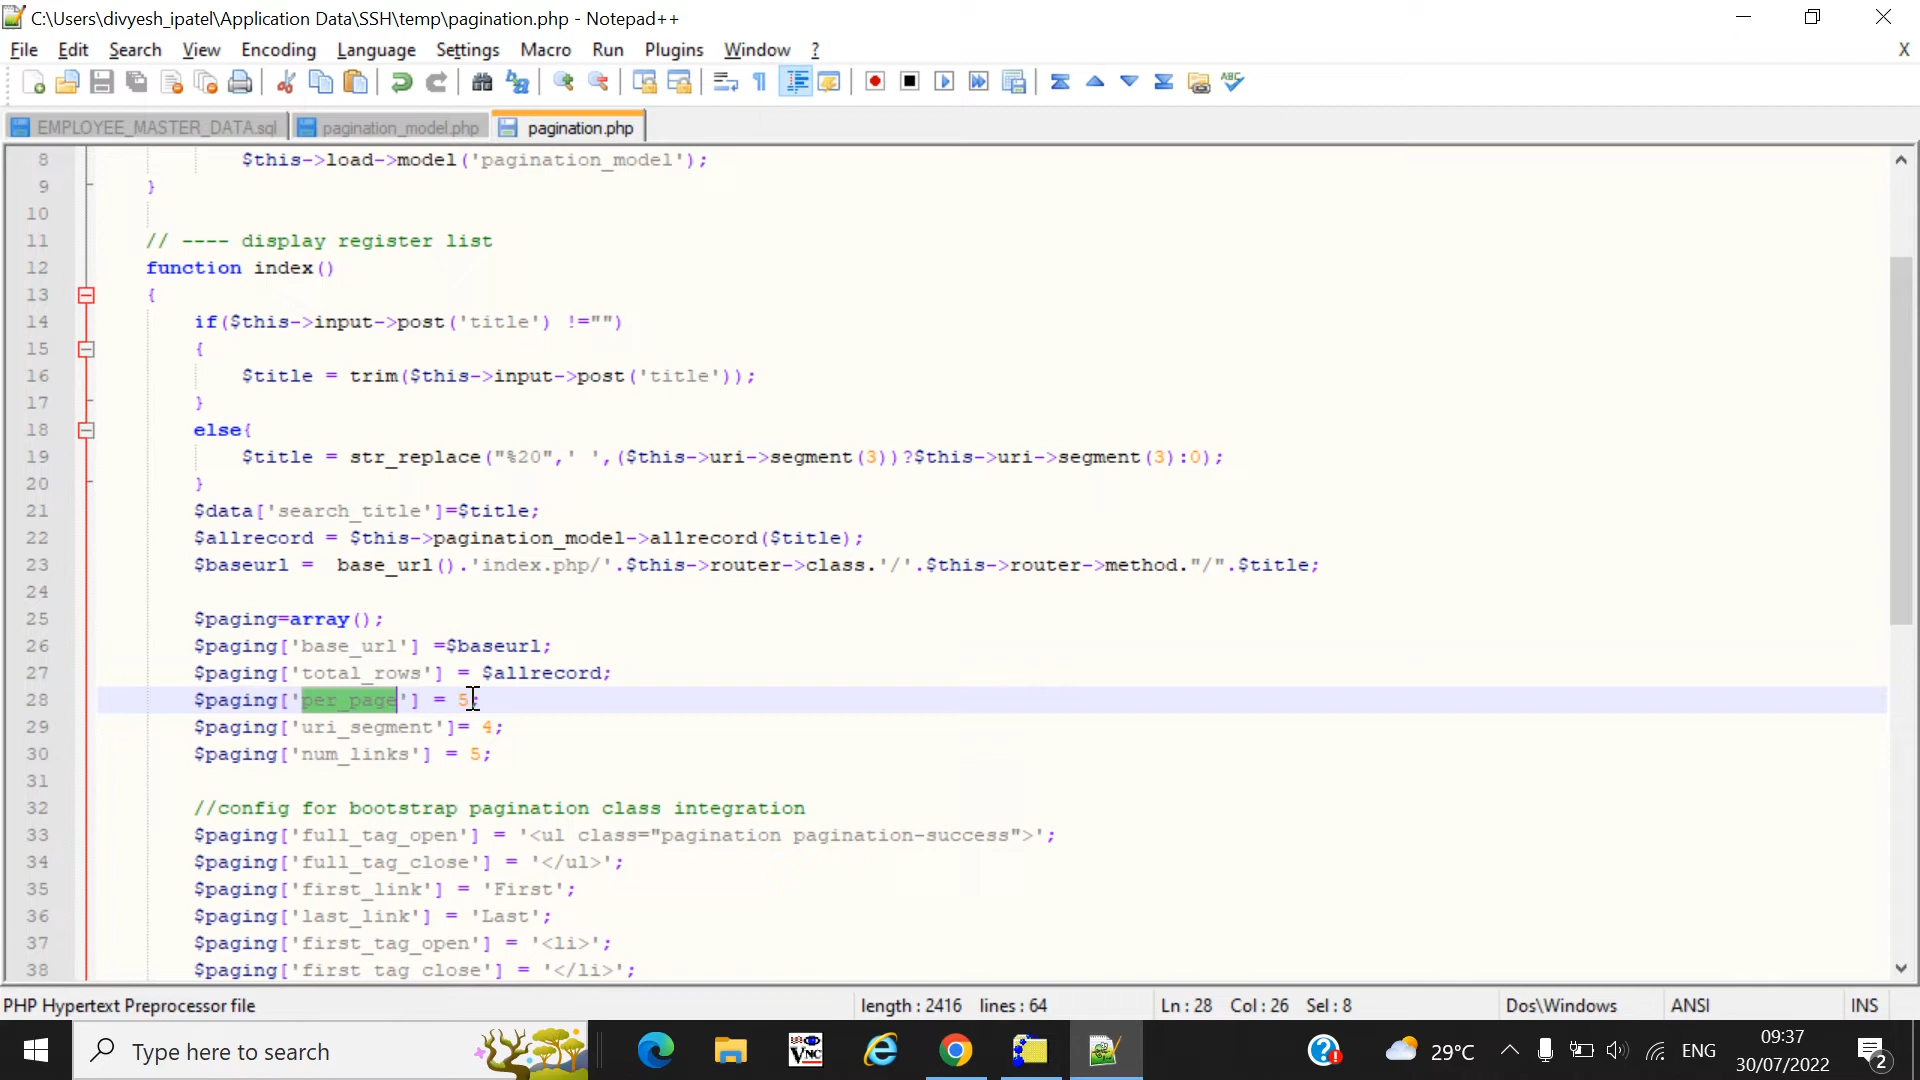 C:\Users\divyesh_ipatel\Application Data\SSH\temp\pagination.php - Notepad++
File Edit Search View Encoding Language Settings Macro Run Plugins Window ? X
EMPLOYEE_MASTER_DATA.sql pagination_model.php pagination.php
8 $this->load->model('pagination_model');
9 }
10
11 // ---- display register list
12 function index()
13 {
14 if($this->input->post('title') !="")
15 {
16 $title = trim($this->input->post('title'));
17 }
18 else{
19 $title = str_replace("%20",' ',($this->uri->segment(3))?$this->uri->segment(3):0);
20 }
21 $data['search_title']=$title;
22 $allrecord = $this->pagination_model->allrecord($title);
23 $baseurl =  base_url().'index.php/'.$this->router->class.'/'.$this->router->method."/".$title;
24
25 $paging=array();
26 $paging['base_url'] =$baseurl;
27 $paging['total_rows'] = $allrecord;
28 $paging['per_page'] = 5;
29 $paging['uri_segment']= 4;
30 $paging['num_links'] = 5;
31
32 //config for bootstrap pagination class integration
33 $paging['full_tag_open'] = '<ul class="pagination pagination-success">';
34 $paging['full_tag_close'] = '</ul>';
35 $paging['first_link'] = 'First';
36 $paging['last_link'] = 'Last';
37 $paging['first_tag_open'] = '<li>';
38 $paging['first_tag_close'] = '</li>';
PHP Hypertext Preprocessor file length : 2416 lines : 64 Ln : 28 Col : 26 Sel : 8 Dos\Windows ANSI INS
Type here to search VNC 29°C ENG 09:37
30/07/2022 2